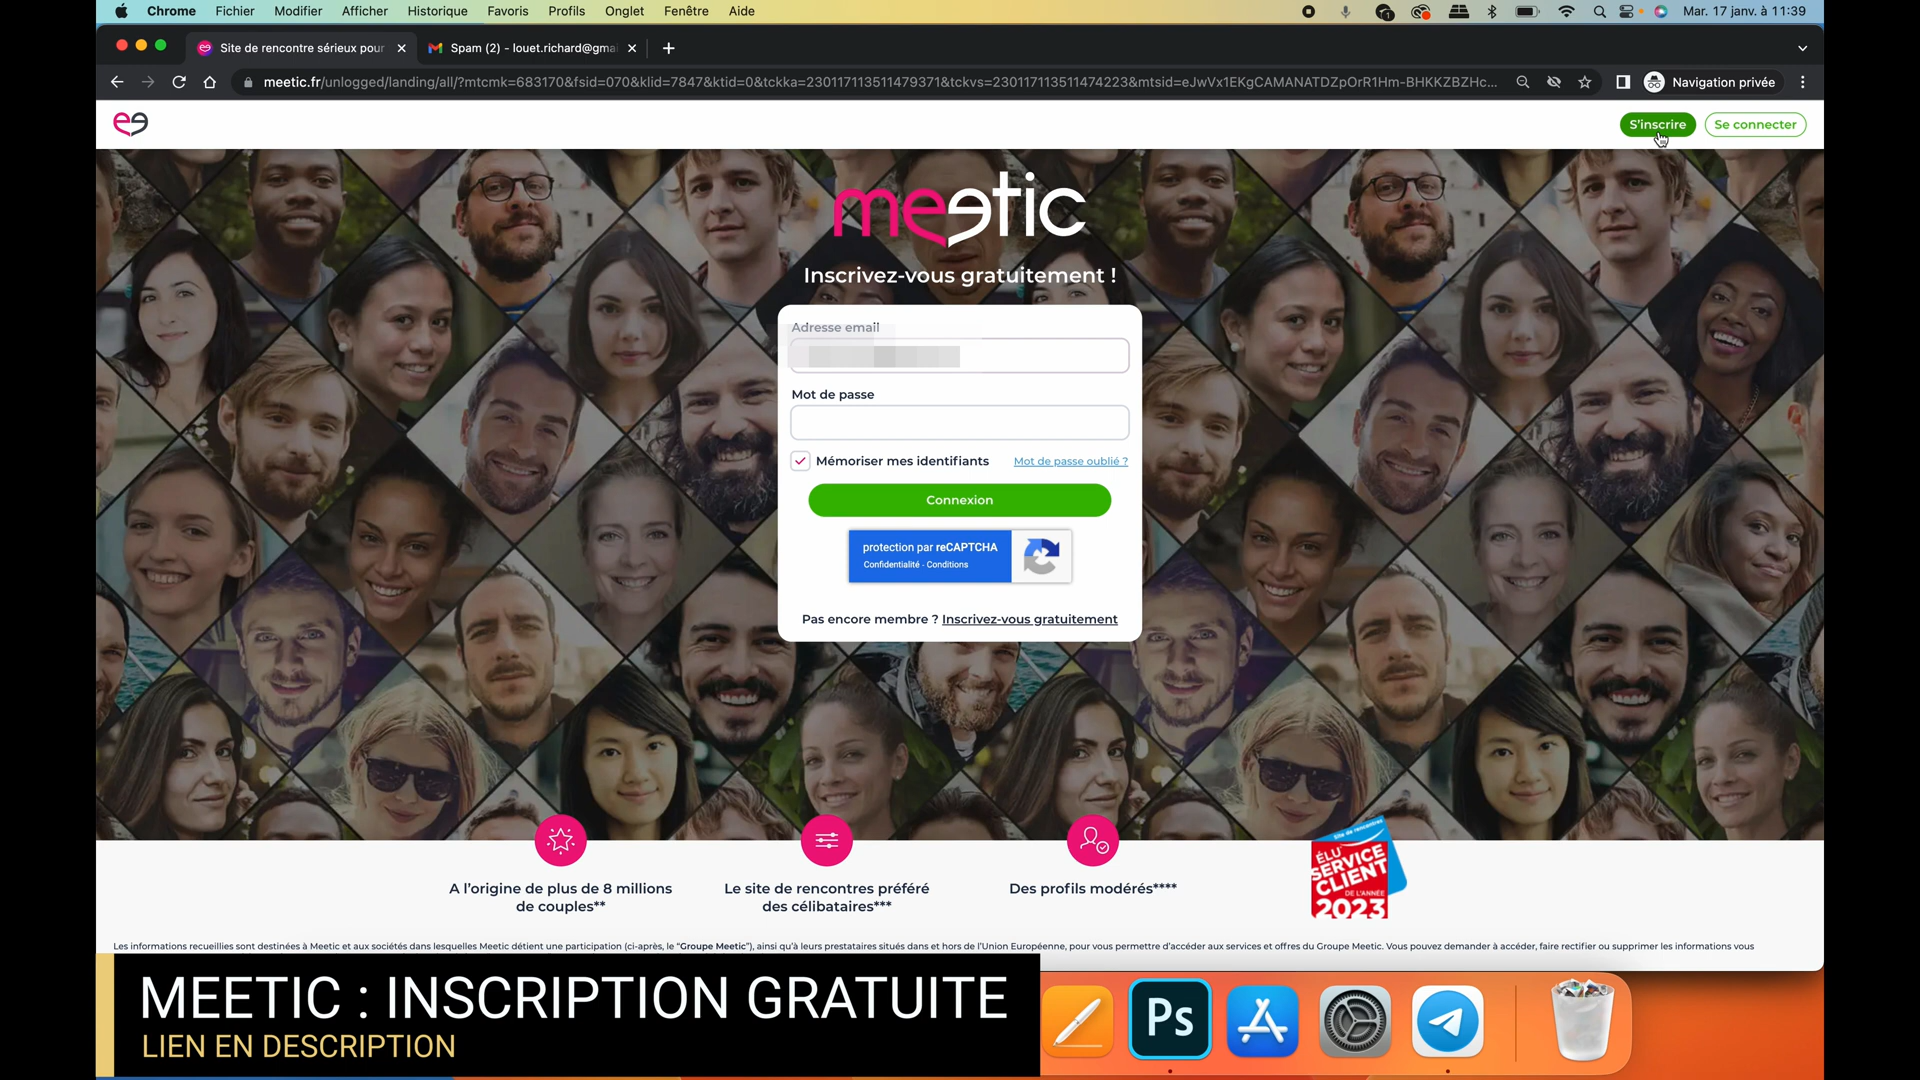 Chrome Fichier Modifier Afficher Historique Favoris Profils Onglet Fenêtre Aide Mar. 17 janv. à 11:39
Site de rencontre sérieux pour Spam (2) - louet.richard@gmai
meetic.fr/unlogged/landing/all/?mtcmk=683170&fsid=070&klid=7847&ktid=0&tckka=230117113511479371&tckvs=230117113511474223&mtsid=eJwVx1EKgCAMANATDZpOrR1Hm-BHKKZBZHc... Navigation privée
S'inscrire Se connecter
meetic
Inscrivez-vous gratuitement !
Adresse email
Mot de passe
Mémoriser mes identifiants Mot de passe oublié ?
Connexion
protection par reCAPTCHA
Confidentialité - Conditions
Pas encore membre ? Inscrivez-vous gratuitement
A l'origine de plus de 8 millions
de couples**
Le site de rencontres préféré
des célibataires***
Des profils modérés****
Site de rencontres
ÉLU
SERVICE
CLIENT
DE L'ANNÉE
2023
Les informations recueillies sont destinées à Meetic et aux sociétés dans lesquelles Meetic détient une participation (ci-après, le "Groupe Meetic"), ainsi qu'à leurs prestataires situés dans et hors de l'Union Européenne, pour vous permettre d'accéder aux services et offres du Groupe Meetic. Vous pouvez demander à accéder, faire rectifier ou supprimer les informations vous
MEETIC : INSCRIPTION GRATUITE
LIEN EN DESCRIPTION
Ps